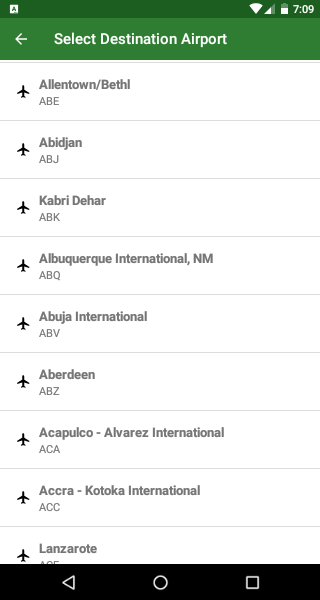 7:09
Select Destination Airport
Allentown/Bethl
ABE
Abidjan
ABJ
Kabri Dehar
ABK
Albuquerque International, NM
ABQ
Abuja International
ABV
Aberdeen
ABZ
Acapulco - Alvarez International
ACA
Accra - Kotoka International
ACC
Lanzarote
ACE